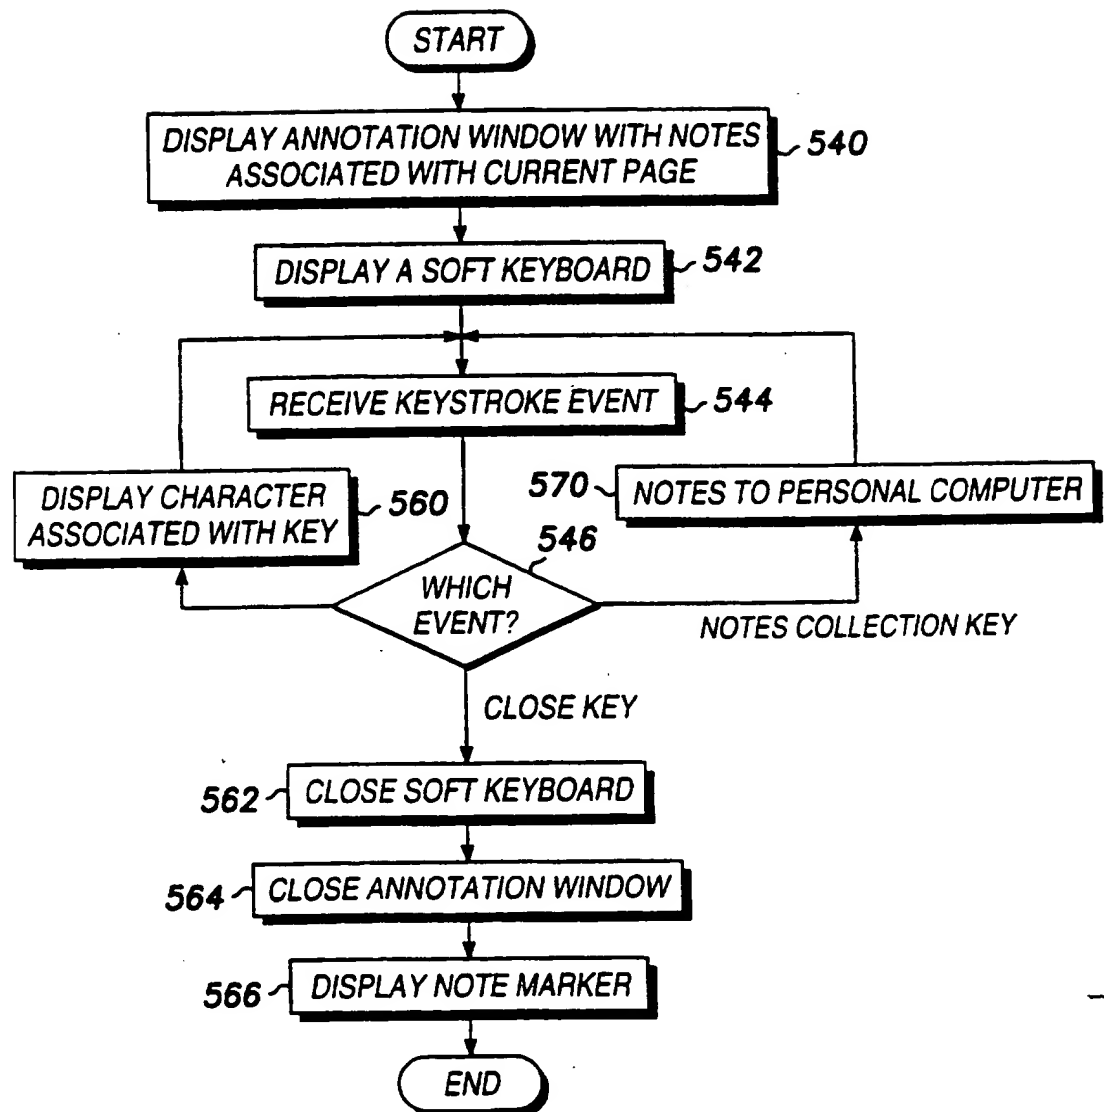 START
DISPLAY ANNOTATION WINDOW WITH NOTES
ASSOCIATED WITH CURRENT PAGE
540
DISPLAY A SOFT KEYBOARD
542
RECEIVE KEYSTROKE EVENT
544
DISPLAY CHARACTER
ASSOCIATED WITH KEY
560
570
NOTES TO PERSONAL COMPUTER
546
WHICH
EVENT?
NOTES COLLECTION KEY
CLOSE KEY
562
CLOSE SOFT KEYBOARD
564
CLOSE ANNOTATION WINDOW
566
DISPLAY NOTE MARKER
END